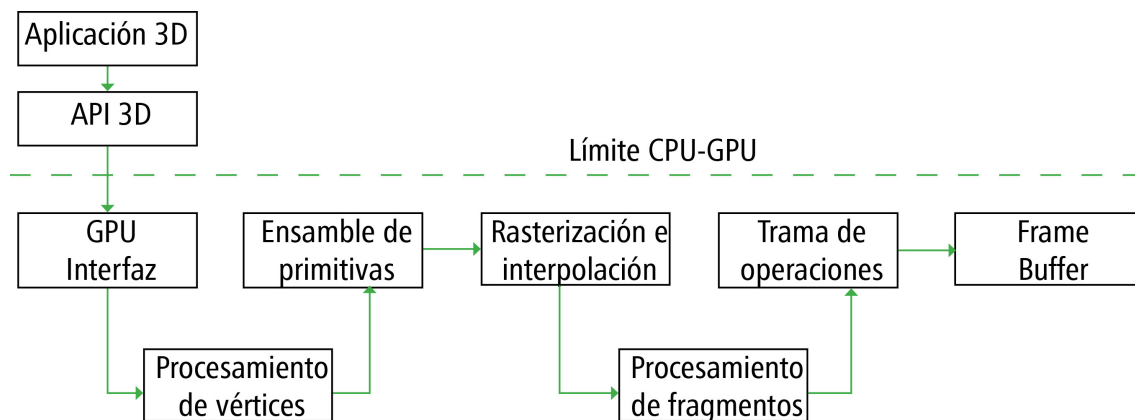 Aplicación 3D
API 3D
Límite CPU-GPU
GPU
Interfaz
Ensamble de
primitivas
Rasterización e
interpolación
Trama de
operaciones
Frame
Buffer
Procesamiento
de vértices
Procesamiento
de fragmentos